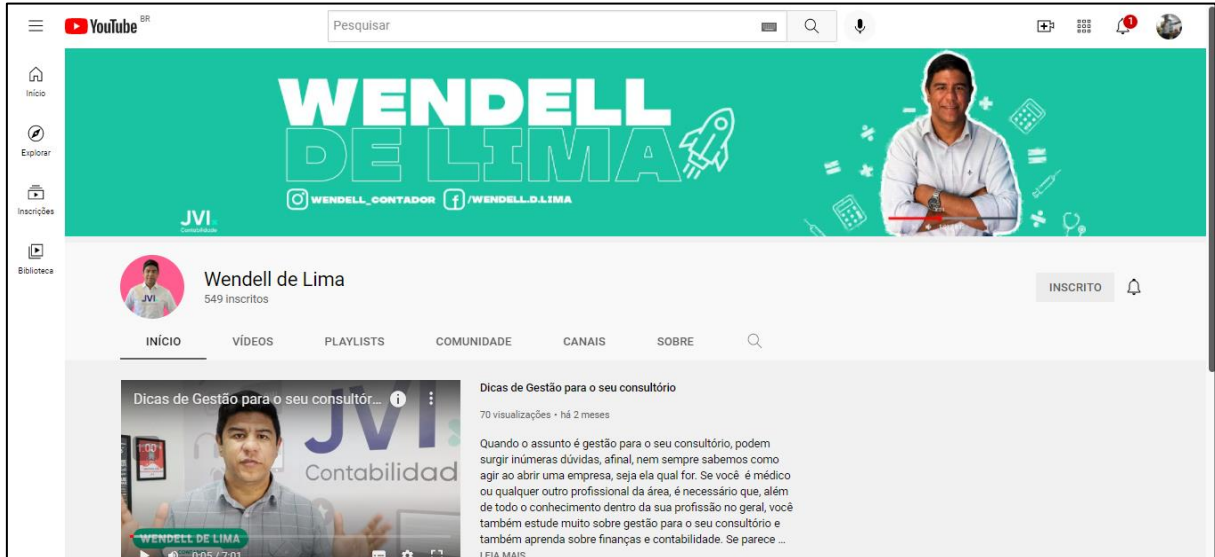 YouTube BR
Pesquisar
1
Início
Explorar
Inscrições
Biblioteca
WENDELL
DE LIMA
WENDELL_CONTADOR f /WENDELL.D.LIMA
JVI
Contabilidade
JVI
Wendell de Lima
549 inscritos
INSCRITO
INÍCIO VÍDEOS PLAYLISTS COMUNIDADE CANAIS SOBRE
Dicas de Gestão para o seu consultór...
JVI
Contabilidad
1:00
WENDELL DE LIMA
0:05 / 7:01
Dicas de Gestão para o seu consultório
70 visualizações • há 2 meses
Quando o assunto é gestão para o seu consultório, podem
surgir inúmeras dúvidas, afinal, nem sempre sabemos como
agir ao abrir uma empresa, seja ela qual for. Se você é médico
ou qualquer outro profissional da área, é necessário que, além
de todo o conhecimento dentro da sua profissão no geral, você
também estude muito sobre gestão para o seu consultório e
também aprenda sobre finanças e contabilidade. Se parece ...
LEIA MAIS